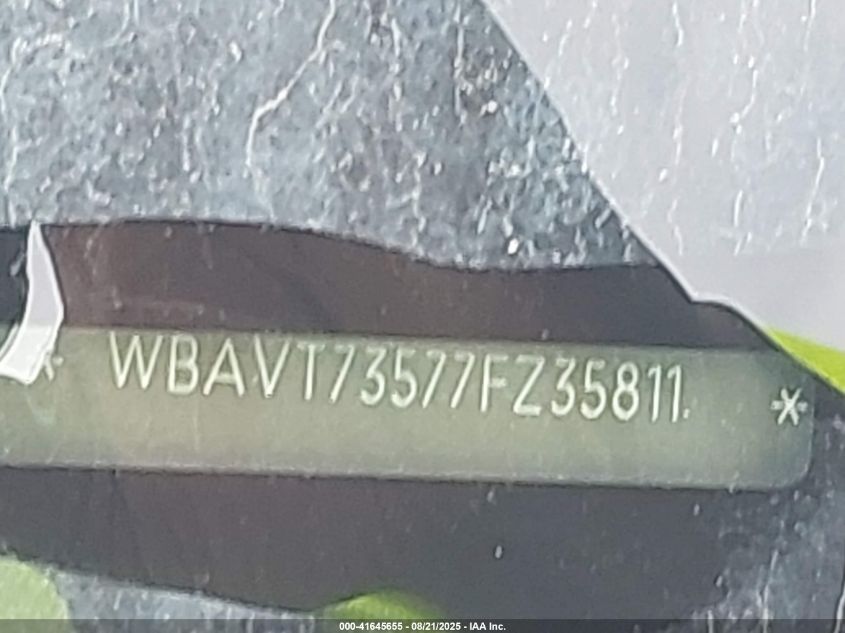 *WBAVT73577FZ35811*
000-41645655 - 08/21/2025 - IAA Inc.